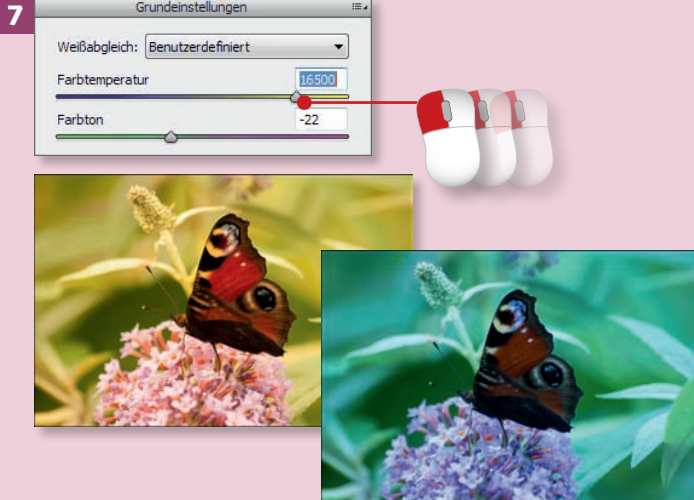 7
Grundeinstellungen
Weißabgleich: Benutzerdefiniert
Farbtemperatur 16500
Farbton -22